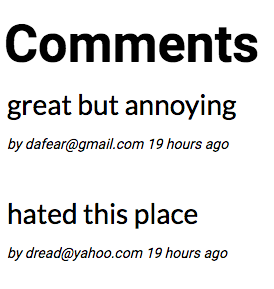 Comments
great but annoying
by dafear@gmail.com 19 hours ago
hated this place
by dread@yahoo.com 19 hours ago